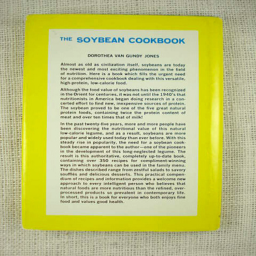 THE SOYBEAN COOKBOOK
DOROTHEA VAN GUNDY JONES
Almost as old as civilization itself, soybeans are today
the newest and most exciting phenomenon in the field
of nutrition. Here is a book which fills the urgent need
for a comprehensive cookbook dealing with this versatile,
high-protein, low-calorie food.
Although the food value of soybeans has been recognized
in the Orient for centuries, it was not until the 1940's that
nutritionists in America began doing research in a con-
certed effort to find new, inexpensive sources of protein.
The soybean proved to be one of the five great natural
protein foods, containing twice the protein content of
meat and over ten times that of milk!
In the past twenty-five years, more and more people have
been discovering the nutritional value of this natural
low-calorie legume, and as a result, soybeans are more
popular and widely used today than ever before. With this
steady rise in popularity, the need for a soybean cook-
book became apparent to the author—one of the pioneers
in the development of this long-neglected legume. The
result is this authoritative, completely up-to-date book,
containing over 350 recipes for compliment-winning
ways in which soybeans can be used in the family menu.
The dishes described range from zestful salads to savory
souffles and delicious desserts. This practical compen-
dium of recipes and information provides a welcome new
approach to every intelligent person who believes that
natural foods are more nutritious than the refined, over-
processed products so prevalent in contemporary life.
In short, this is a book for everyone who both enjoys fine
food and values good health.